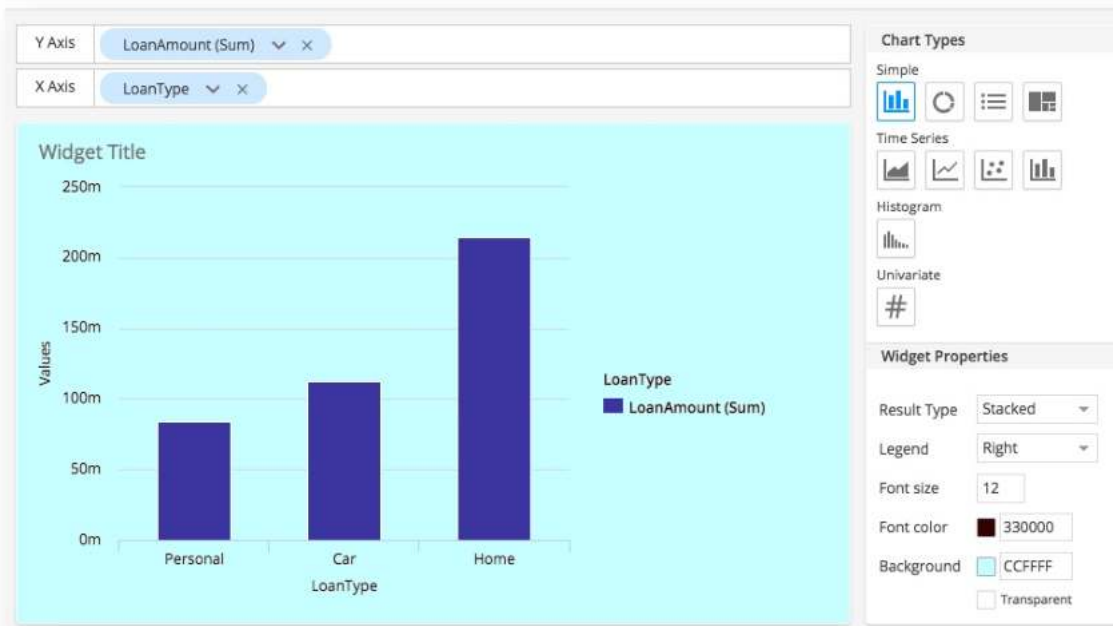 Y Axis
LoanAmount (Sum)
X Axis
LoanType
Widget Title
250m
200m
150m
100m
50m
0m
Values
Personal Car Home
LoanType
LoanType
LoanAmount (Sum)
Chart Types
Simple
Time Series
Histogram
Univariate
#
Widget Properties
Result Type Stacked
Legend Right
Font size 12
Font color 330000
Background CCFFFF
Transparent